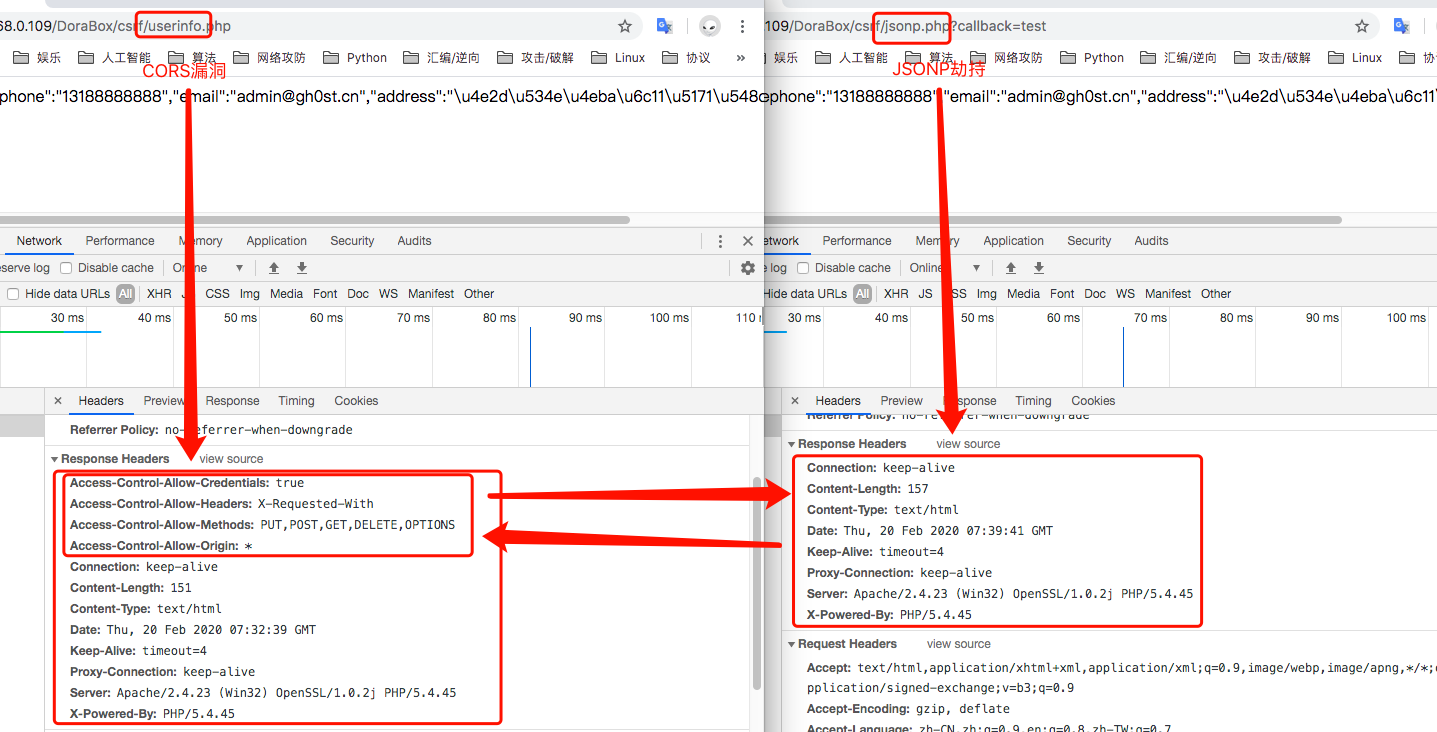 68.0.109/DoraBox/csrf/userinfo.php
娱乐 人工智能 算法 网络攻防 Python 汇编/逆向 攻击/破解 Linux 协议 »
CORS漏洞
phone":"13188888888","email":"admin@gh0st.cn","address":"\u4e2d\u534e\u4eba\u6c11\u5171\u548
Network Performance Memory Application Security Audits
serve log Disable cache Online
Hide data URLs All XHR JS CSS Img Media Font Doc WS Manifest Other
30 ms 40 ms 50 ms 60 ms 70 ms 80 ms 90 ms 100 ms 110
× Headers Preview Response Timing Cookies
Referrer Policy: no-referrer-when-downgrade
Response Headers view source
Access-Control-Allow-Credentials: true
Access-Control-Allow-Headers: X-Requested-With
Access-Control-Allow-Methods: PUT,POST,GET,DELETE,OPTIONS
Access-Control-Allow-Origin: *
Connection: keep-alive
Content-Length: 151
Content-Type: text/html
Date: Thu, 20 Feb 2020 07:32:39 GMT
Keep-Alive: timeout=4
Proxy-Connection: keep-alive
Server: Apache/2.4.23 (Win32) OpenSSL/1.0.2j PHP/5.4.45
X-Powered-By: PHP/5.4.45
109/DoraBox/csrf/jsonp.php?callback=test
娱乐 人工智能 算法 网络攻防 Python 汇编/逆向 攻击/破解 Linux
JSONP劫持
ephone":"13188888888","email":"admin@gh0st.cn","address":"\u4e2d\u534e\u4eba\u6c11\
etwork Performance Memory Application Security Audits
e log Disable cache Online
Hide data URLs All XHR JS CSS Img Media Font Doc WS Manifest Other
30 ms 40 ms 50 ms 60 ms 70 ms 80 ms 90 ms 100 ms
× Headers Preview Response Timing Cookies
Referrer Policy: no-referrer-when-downgrade
Response Headers view source
Connection: keep-alive
Content-Length: 157
Content-Type: text/html
Date: Thu, 20 Feb 2020 07:39:41 GMT
Keep-Alive: timeout=4
Proxy-Connection: keep-alive
Server: Apache/2.4.23 (Win32) OpenSSL/1.0.2j PHP/5.4.45
X-Powered-By: PHP/5.4.45
Request Headers view source
Accept: text/html,application/xhtml+xml,application/xml;q=0.9,image/webp,image/apng,*/*;
pplication/signed-exchange;v=b3;q=0.9
Accept-Encoding: gzip, deflate
Accept-Language: zh-CN,zh;q=0.9,en;q=0.8,zh-TW;q=0.7